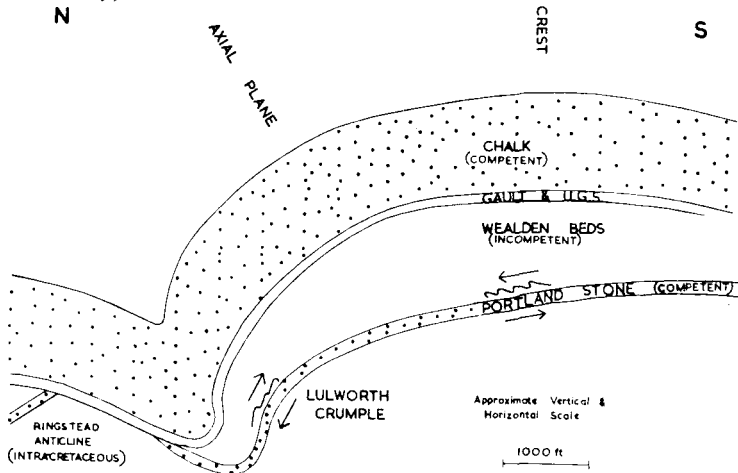 N
AXIAL
PLANE
CREST
S
CHALK
(COMPETENT)
GAULT & U.G.S.
WEALDEN BEDS
(INCOMPETENT)
PORTLAND STONE (COMPETENT)
LULWORTH
CRUMPLE
Approximate Vertical &
Horizontal Scale
1000 ft
RINGSTEAD
ANTICLINE
(INTRACRETACEOUS)